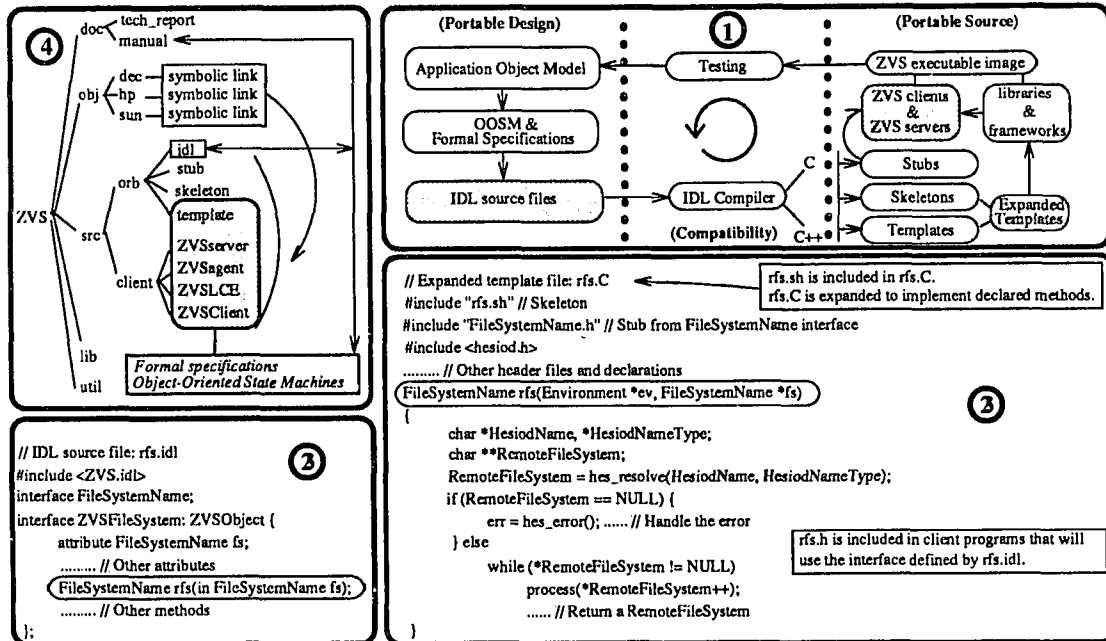 4
doc
tech_report
manual
dec
symbolic link
obj
hp
symbolic link
sun
symbolic link
idl
orb
stub
skeleton
template
ZVS
src
ZVSserver
ZVSagent
client
ZVSLCE
ZVSClient
lib
util
Formal specifications
Object-Oriented State Machines
(Portable Design)
1
(Portable Source)
Application Object Model
Testing
ZVS executable image
OOSM &
Formal Specifications
ZVS clients
&
ZVS servers
libraries
&
frameworks
C
Stubs
IDL source files
IDL Compiler
Skeletons
Expanded
Templates
(Compatibility)
C++
Templates
// IDL source file: rfs.idl
#include <ZVS.idl>
interface FileSystemName;
interface ZVSFileSystem: ZVSObject {
attribute FileSystemName fs;
......... // Other attributes
FileSystemName rfs(in FileSystemName fs);
......... // Other methods
};
// Expanded template file: rfs.C
rfs.sh is included in rfs.C.
rfs.C is expanded to implement declared methods.
#include "rfs.sh" // Skeleton
#include "FileSystemName.h" // Stub from FileSystemName interface
#include <hesiod.h>
......... // Other header files and declarations
FileSystemName rfs(Environment *ev, FileSystemName *fs)
{
char *HesiodName, *HesiodNameType;
char **RemoteFileSystem;
RemoteFileSystem = hes_resolve(HesiodName, HesiodNameType);
if (RemoteFileSystem == NULL) {
err = hes_error(); ...... // Handle the error
} else
while (*RemoteFileSystem != NULL)
process(*RemoteFileSystem++);
...... // Return a RemoteFileSystem
}
rfs.h is included in client programs that will
use the interface defined by rfs.idl.